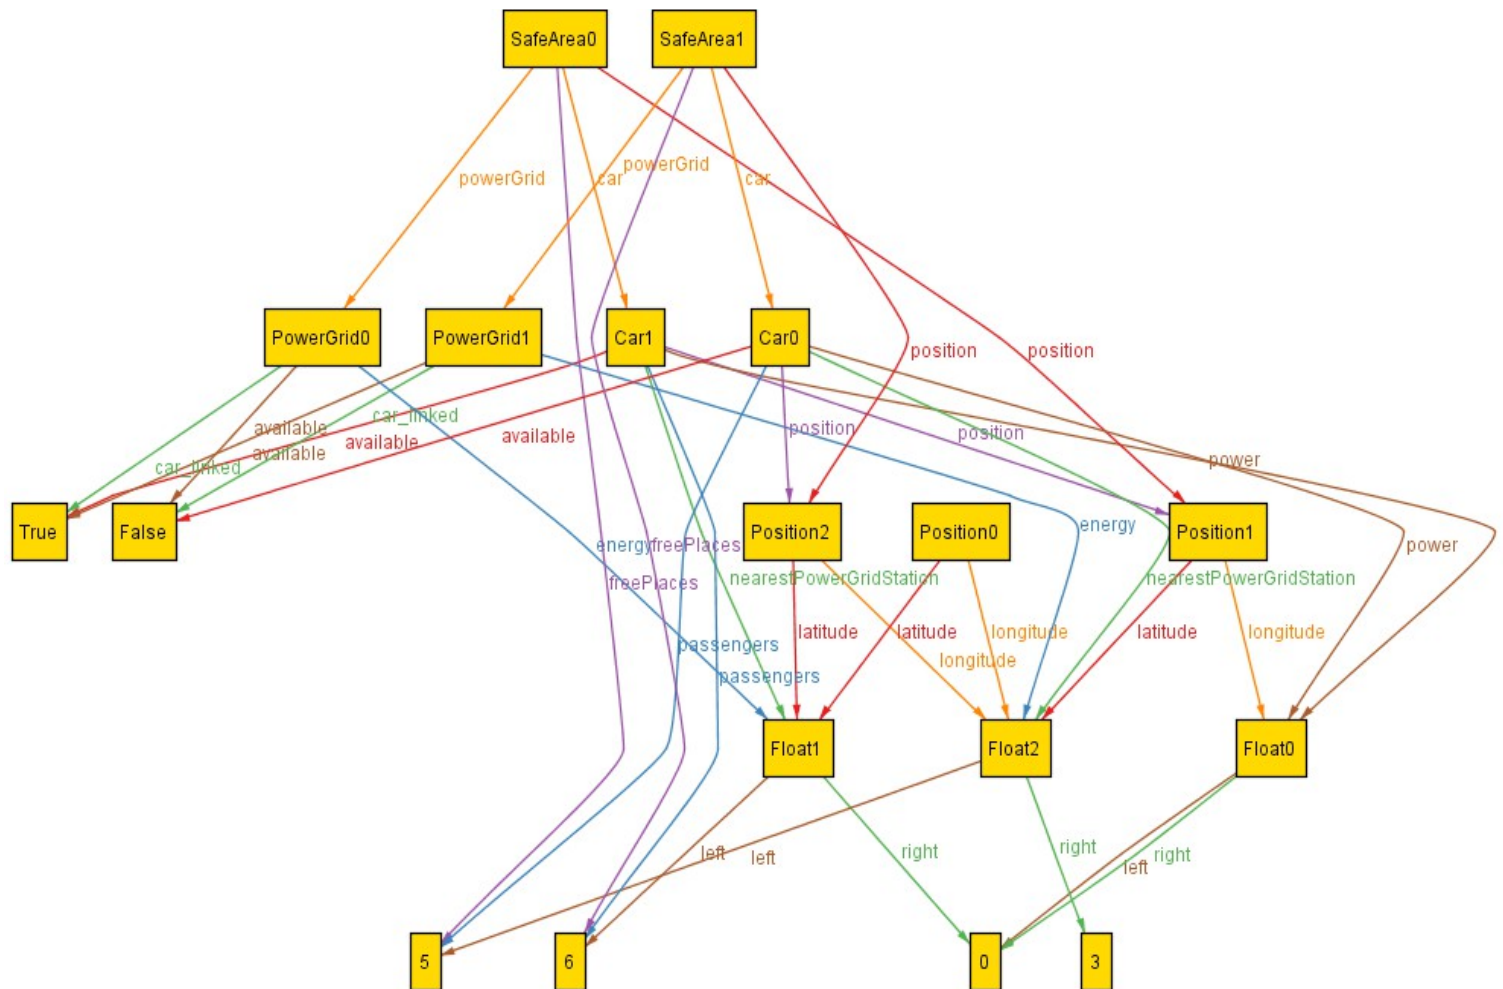 SafeArea0
SafeArea1
powerGrid
car
powerGrid
car
PowerGrid0
PowerGrid1
Car1
Car0
position
position
available
car_linked
available
available
available
car_linked
position
position
power
True
False
Position2
Position0
Position1
energy
freePlaces
energy
power
freePlaces
nearestPowerGridStation
nearestPowerGridStation
latitude
latitude
longitude
latitude
longitude
passengers
longitude
passengers
Float1
Float2
Float0
left
left
right
right
left
right
5
6
0
3